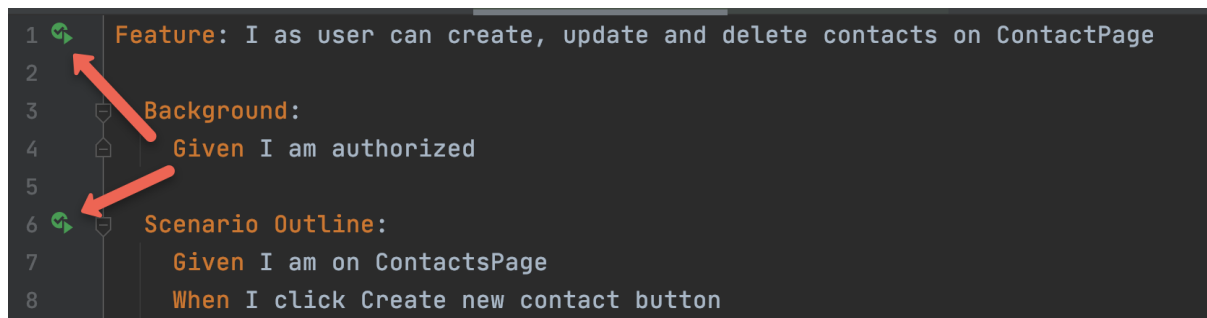 1 Feature: I as user can create, update and delete contacts on ContactPage
2
3 Background:
4 Given I am authorized
5
6 Scenario Outline:
7 Given I am on ContactsPage
8 When I click Create new contact button